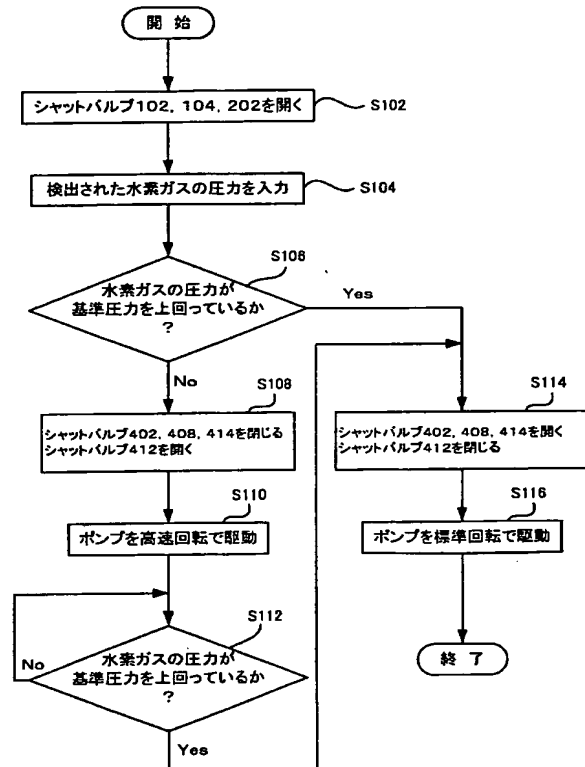 開 始
シャットバルブ102, 104, 202を開く
S102
検出された水素ガスの圧力を入力
S104
S106
水素ガスの圧力が
基準圧力を上回っているか
?
Yes
No
S108
シャットバルブ402, 408, 414を閉じる
シャットバルブ412を開く
S110
ポンプを高速回転で駆動
S112
水素ガスの圧力が
基準圧力を上回っているか
?
No
Yes
S114
シャットバルブ402, 408, 414を開く
シャットバルブ412を閉じる
S116
ポンプを標準回転で駆動
終 了